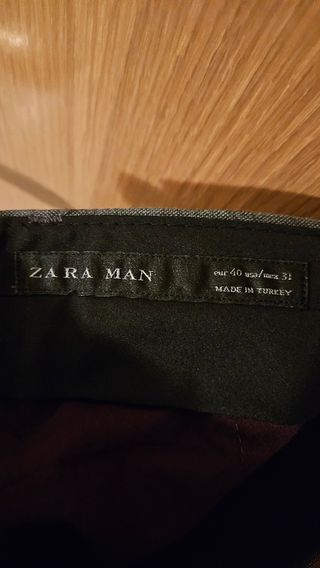 ZARA MAN
eur 40 usa/mex 31
MADE IN TURKEY